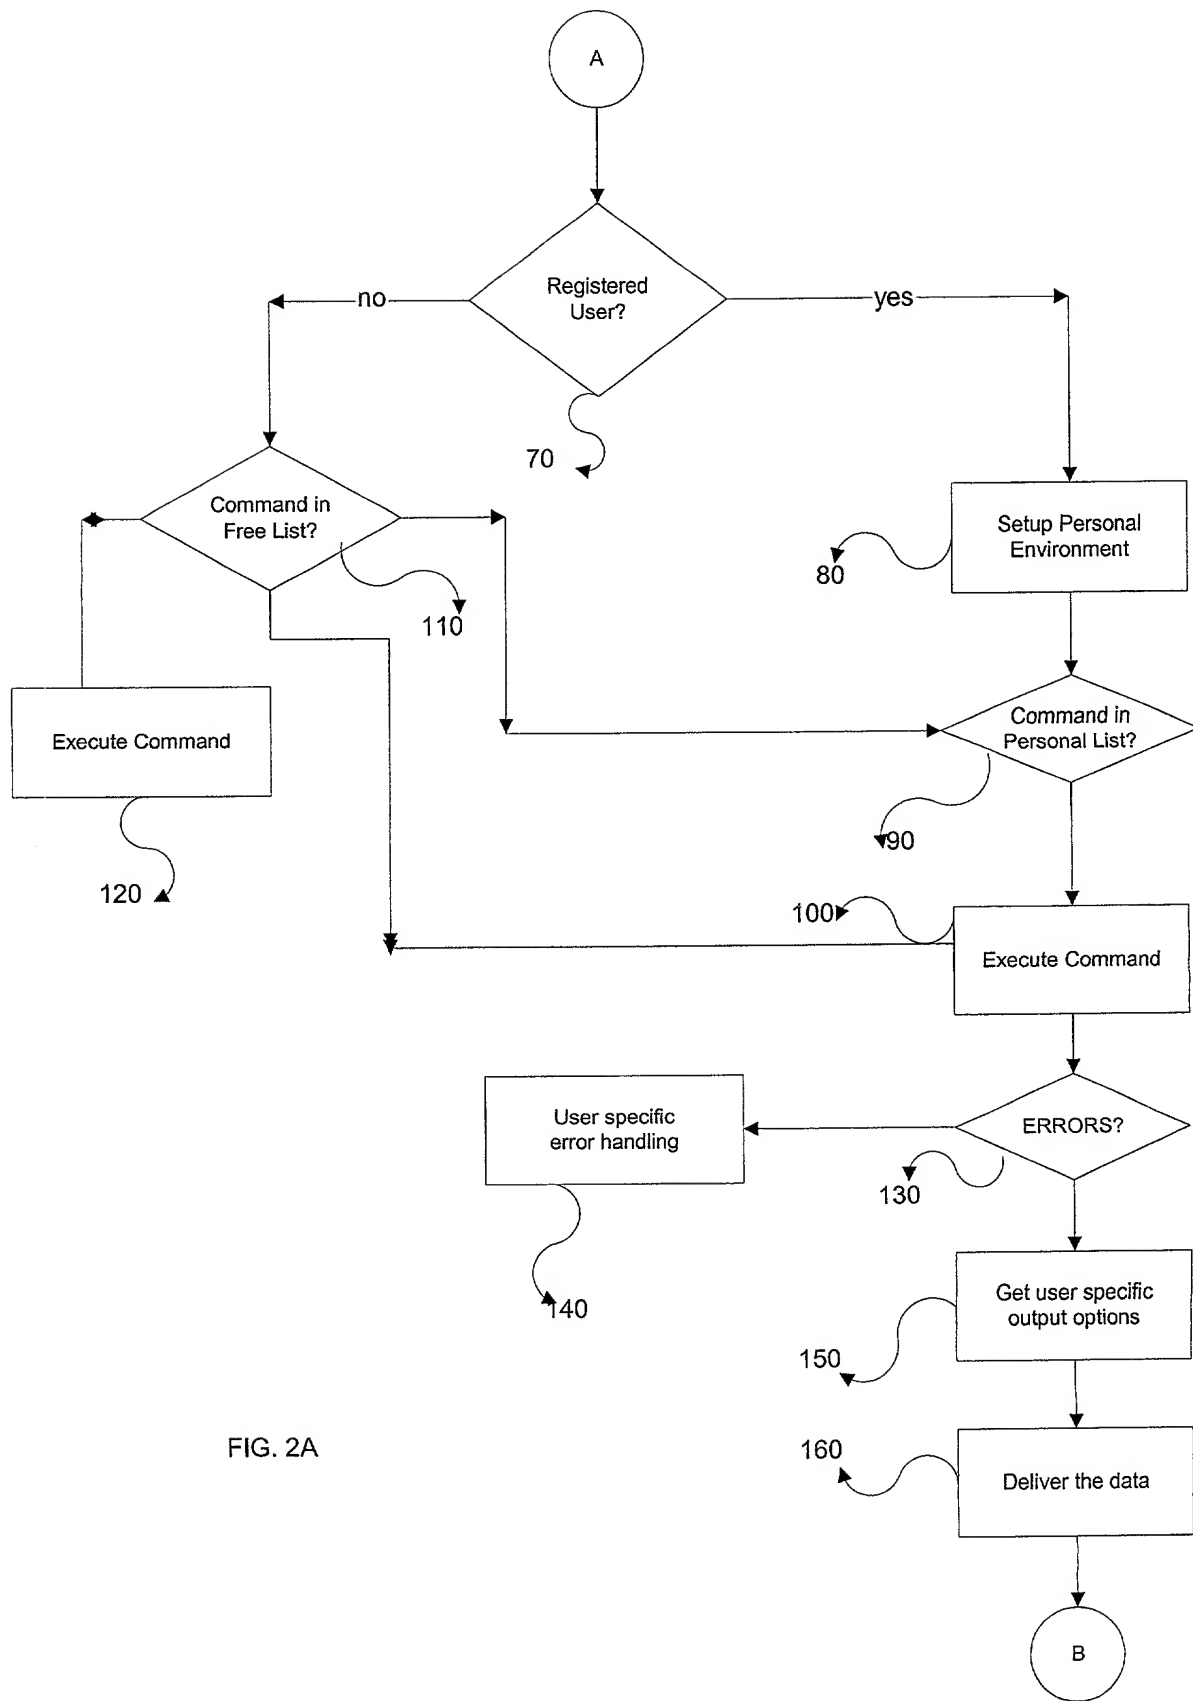 A
Registered
User?
no
yes
70
Command in
Free List?
Setup Personal
Environment
80
110
Execute Command
Command in
Personal List?
90
120
100
Execute Command
User specific
error handling
ERRORS?
130
140
Get user specific
output options
150
FIG. 2A
160
Deliver the data
B